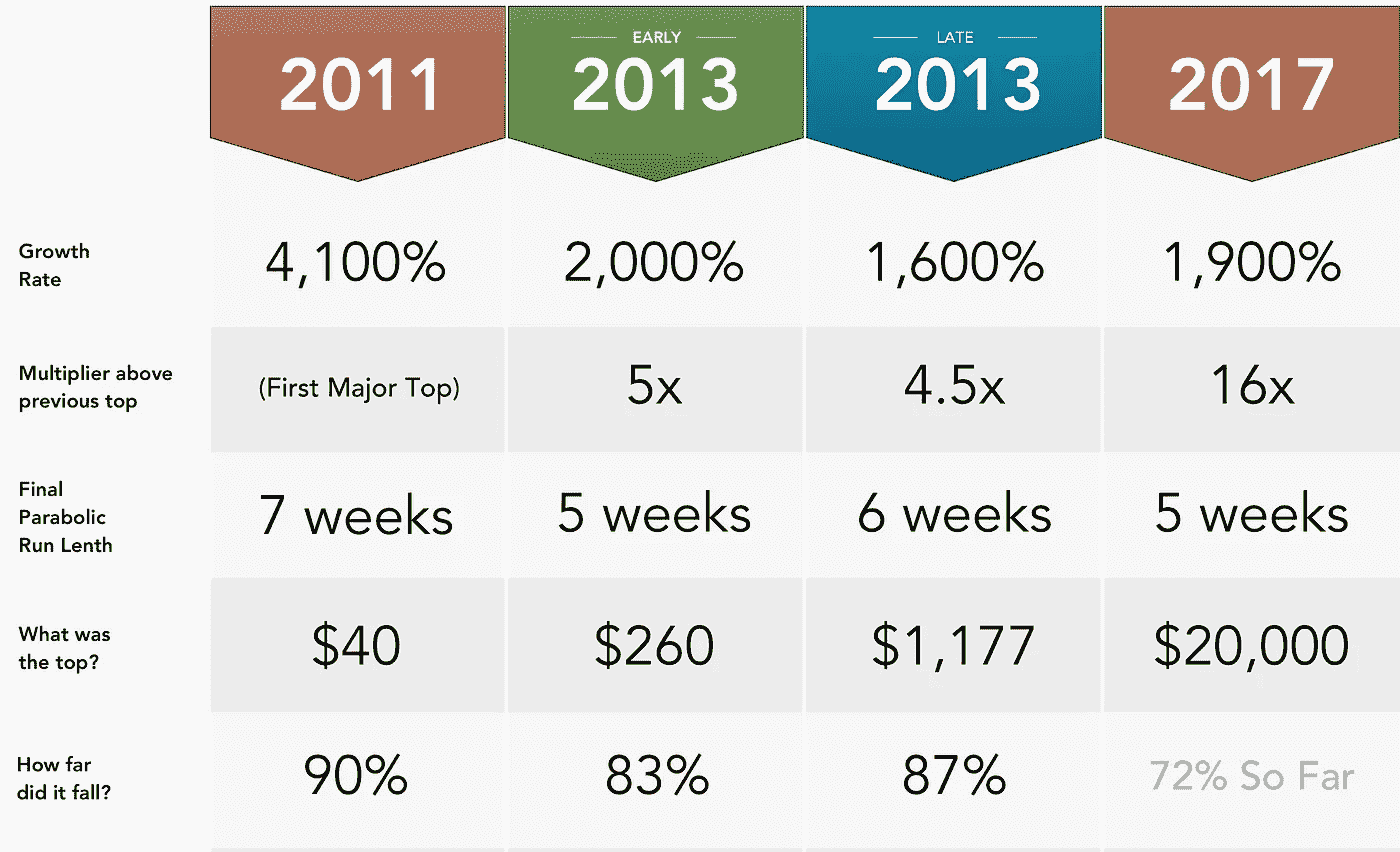 2011
EARLY
2013
LATE
2013
2017
Growth
Rate
4,100%
2,000%
1,600%
1,900%
Multiplier above
previous top
(First Major Top)
5x
4.5x
16x
Final
Parabolic
Run Lenth
7 weeks
5 weeks
6 weeks
5 weeks
What was
the top?
$40
$260
$1,177
$20,000
How far
did it fall?
90%
83%
87%
72% So Far